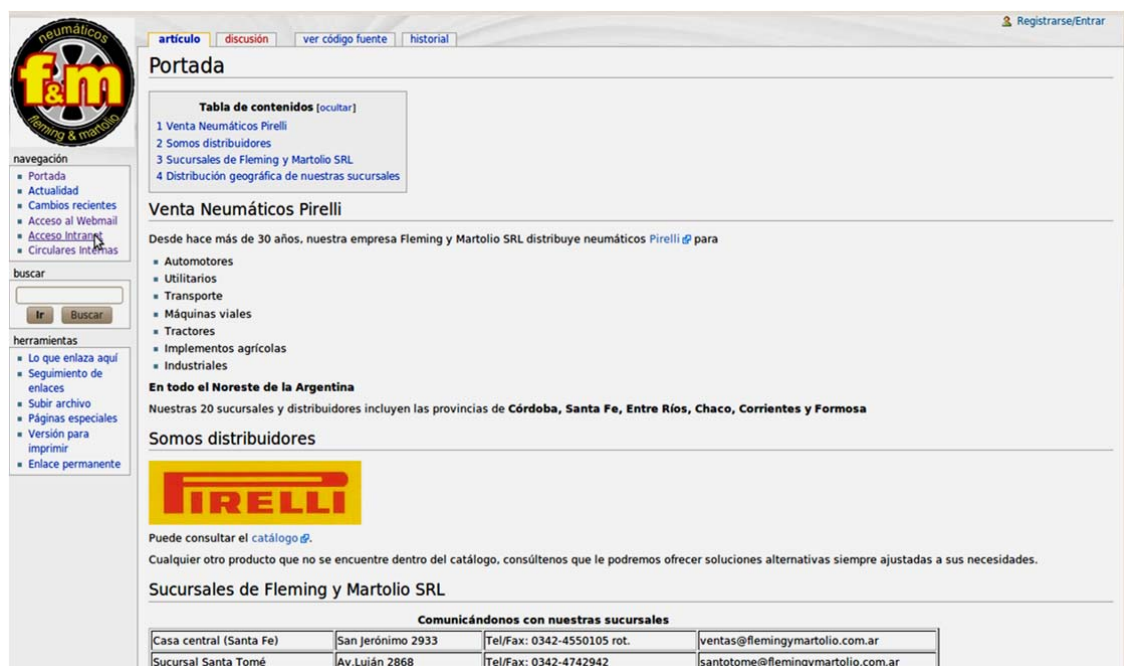 neumáticos
f&m
fleming & martolio
Registrarse/Entrar
artículo discusión ver código fuente historial
Portada
Tabla de contenidos [ocultar]
1 Venta Neumáticos Pirelli
2 Somos distribuidores
3 Sucursales de Fleming y Martolio SRL
4 Distribución geográfica de nuestras sucursales
navegación
Portada
Actualidad
Cambios recientes
Acceso al Webmail
Acceso Intranet
Circulares Internas
buscar
Ir Buscar
herramientas
Lo que enlaza aquí
Seguimiento de
enlaces
Subir archivo
Páginas especiales
Versión para
imprimir
Enlace permanente
Venta Neumáticos Pirelli
Desde hace más de 30 años, nuestra empresa Fleming y Martolio SRL distribuye neumáticos Pirelli para
Automotores
Utilitarios
Transporte
Máquinas viales
Tractores
Implementos agrícolas
Industriales
En todo el Noreste de la Argentina
Nuestras 20 sucursales y distribuidores incluyen las provincias de Córdoba, Santa Fe, Entre Ríos, Chaco, Corrientes y Formosa
Somos distribuidores
PIRELLI
Puede consultar el catálogo.
Cualquier otro producto que no se encuentre dentro del catálogo, consúltenos que le podremos ofrecer soluciones alternativas siempre ajustadas a sus necesidades.
Sucursales de Fleming y Martolio SRL
Comunicándonos con nuestras sucursales
Casa central (Santa Fe) San Jerónimo 2933 Tel/Fax: 0342-4550105 rot. ventas@flemingymartolio.com.ar
Sucursal Santa Tomé Av.Luján 2868 Tel/Fax: 0342-4742942 santotome@flemingymartolio.com.ar